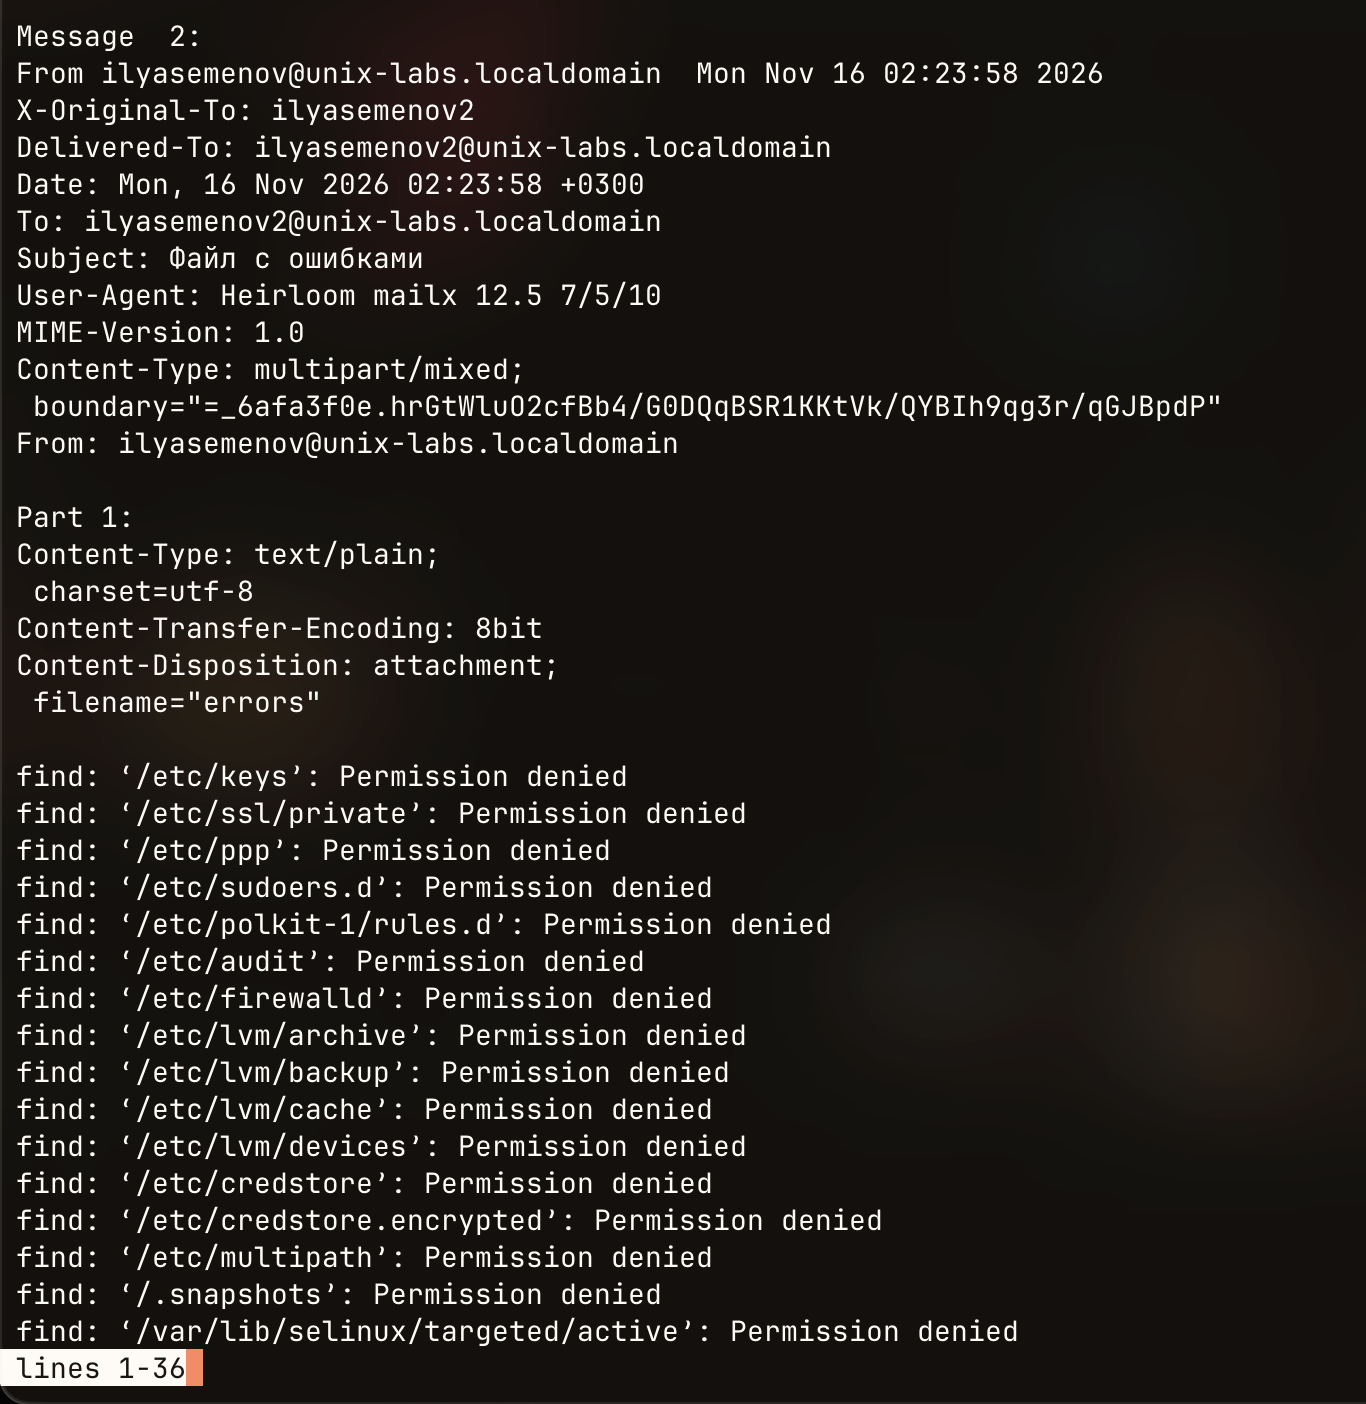 Message  2:
From ilyasemenov@unix-labs.localdomain  Mon Nov 16 02:23:58 2026
X-Original-To: ilyasemenov2
Delivered-To: ilyasemenov2@unix-labs.localdomain
Date: Mon, 16 Nov 2026 02:23:58 +0300
To: ilyasemenov2@unix-labs.localdomain
Subject: Файл с ошибками
User-Agent: Heirloom mailx 12.5 7/5/10
MIME-Version: 1.0
Content-Type: multipart/mixed;
 boundary="=_6afa3f0e.hrGtWluO2cfBb4/G0DQqBSR1KKtVk/QYBIh9qg3r/qGJBpdP"
From: ilyasemenov@unix-labs.localdomain

Part 1:
Content-Type: text/plain;
 charset=utf-8
Content-Transfer-Encoding: 8bit
Content-Disposition: attachment;
 filename="errors"

find: ‘/etc/keys’: Permission denied
find: ‘/etc/ssl/private’: Permission denied
find: ‘/etc/ppp’: Permission denied
find: ‘/etc/sudoers.d’: Permission denied
find: ‘/etc/polkit-1/rules.d’: Permission denied
find: ‘/etc/audit’: Permission denied
find: ‘/etc/firewalld’: Permission denied
find: ‘/etc/lvm/archive’: Permission denied
find: ‘/etc/lvm/backup’: Permission denied
find: ‘/etc/lvm/cache’: Permission denied
find: ‘/etc/lvm/devices’: Permission denied
find: ‘/etc/credstore’: Permission denied
find: ‘/etc/credstore.encrypted’: Permission denied
find: ‘/etc/multipath’: Permission denied
find: ‘/.snapshots’: Permission denied
find: ‘/var/lib/selinux/targeted/active’: Permission denied
lines 1-36